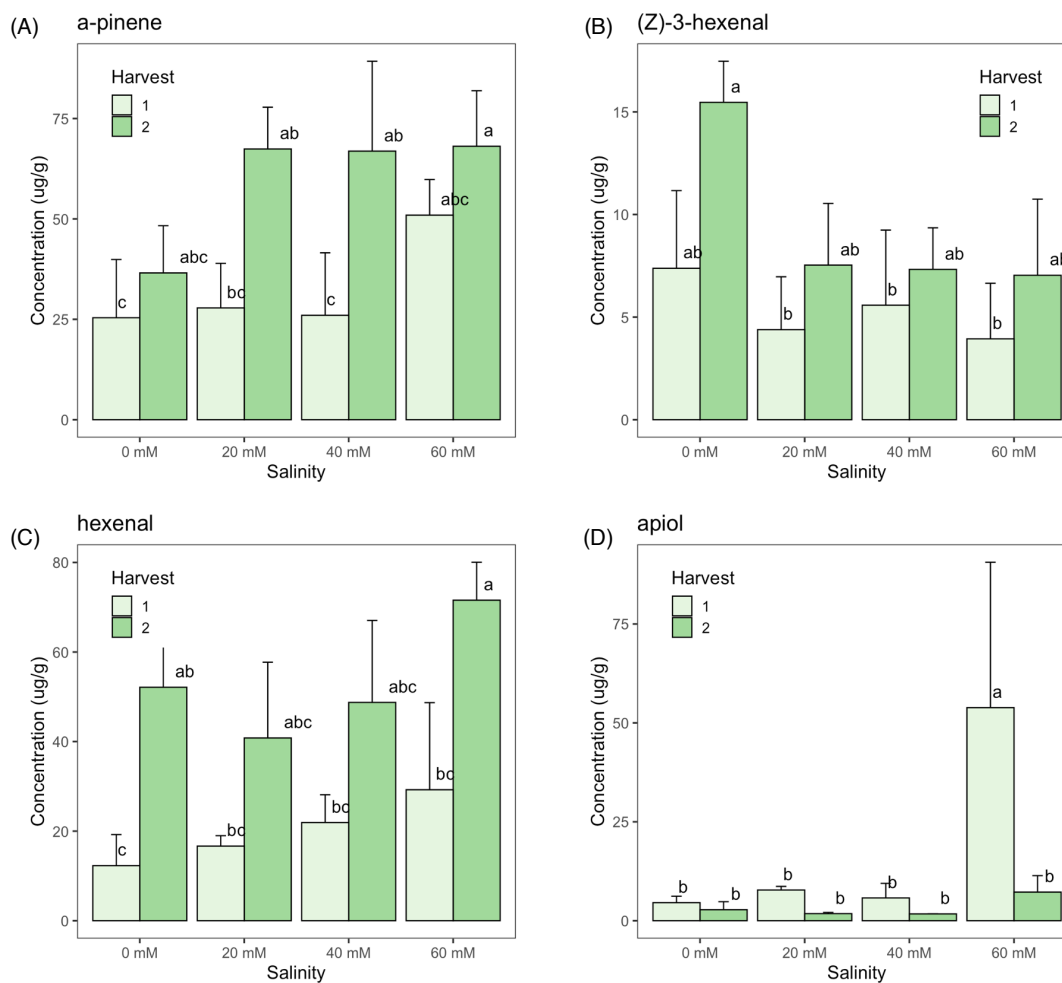 (A) a-pinene
Harvest
1
2
Concentration (ug/g)
75
50
25
0
c
abc
bc
ab
c
ab
abc
a
0 mM 20 mM 40 mM 60 mM
Salinity
(B) (Z)-3-hexenal
Harvest
1
2
Concentration (ug/g)
15
10
5
0
ab
a
b
ab
b
ab
b
0 mM 20 mM 40 mM 60 mM
Salinity
(C) hexenal
Harvest
1
2
Concentration (ug/g)
80
60
40
20
0
c
ab
bc
abc
bc
abc
bc
a
0 mM 20 mM 40 mM 60 mM
Salinity
(D) apiol
Harvest
1
2
Concentration (ug/g)
75
50
25
0
b
b
b
b
b
b
a
b
0 mM 20 mM 40 mM 60 mM
Salinity